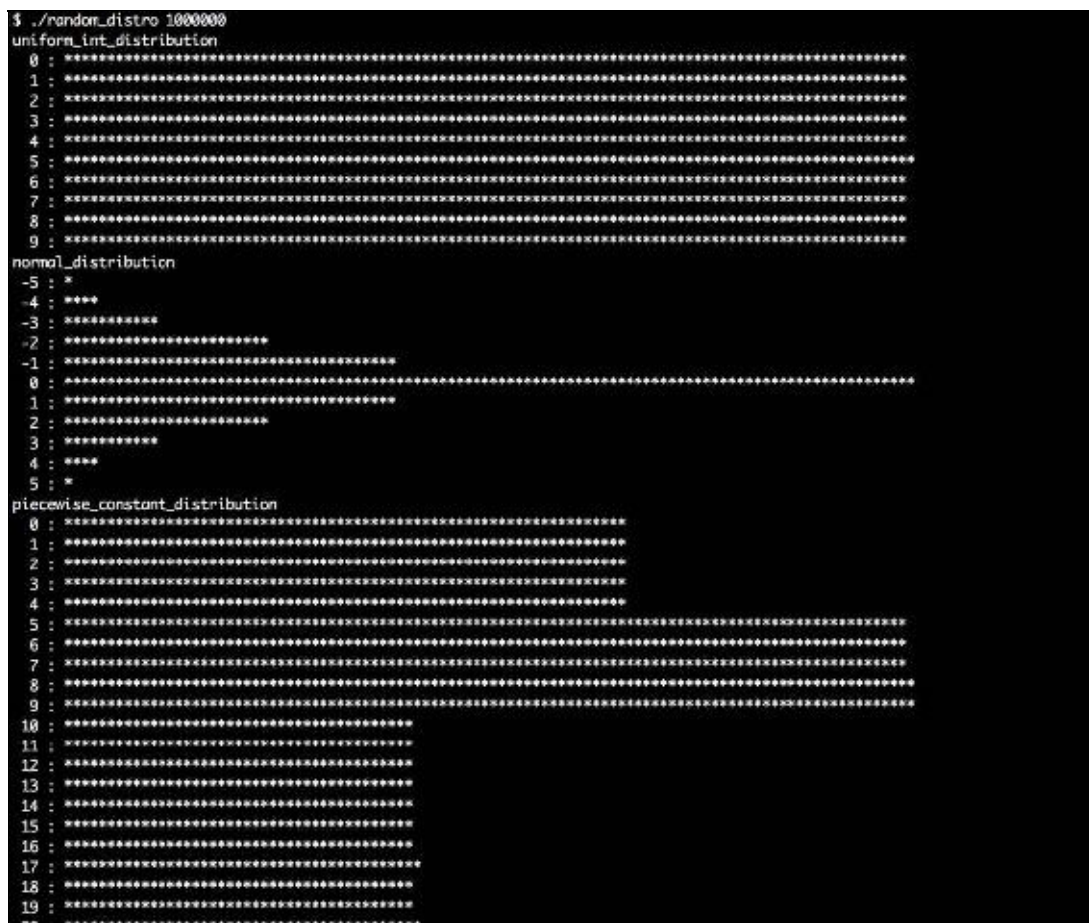 $ ./random_distro 1000000
uniform_int_distribution
0 : ***************************************************************************************************
1 : ***************************************************************************************************
2 : ***************************************************************************************************
3 : ***************************************************************************************************
4 : ***************************************************************************************************
5 : ****************************************************************************************************
6 : ***************************************************************************************************
7 : ***************************************************************************************************
8 : ***************************************************************************************************
9 : ***************************************************************************************************
normal_distribution
-5 : *
-4 : ****
-3 : ***********
-2 : ************************
-1 : ***************************************
0 : ****************************************************************************************************
1 : ***************************************
2 : ************************
3 : ***********
4 : ****
5 : *
piecewise_constant_distribution
0 : ******************************************************************
1 : ******************************************************************
2 : ******************************************************************
3 : ******************************************************************
4 : ******************************************************************
5 : ***************************************************************************************************
6 : ***************************************************************************************************
7 : ***************************************************************************************************
8 : ****************************************************************************************************
9 : ****************************************************************************************************
10 : *****************************************
11 : *****************************************
12 : *****************************************
13 : *****************************************
14 : *****************************************
15 : *****************************************
16 : *****************************************
17 : ******************************************
18 : *****************************************
19 : *****************************************